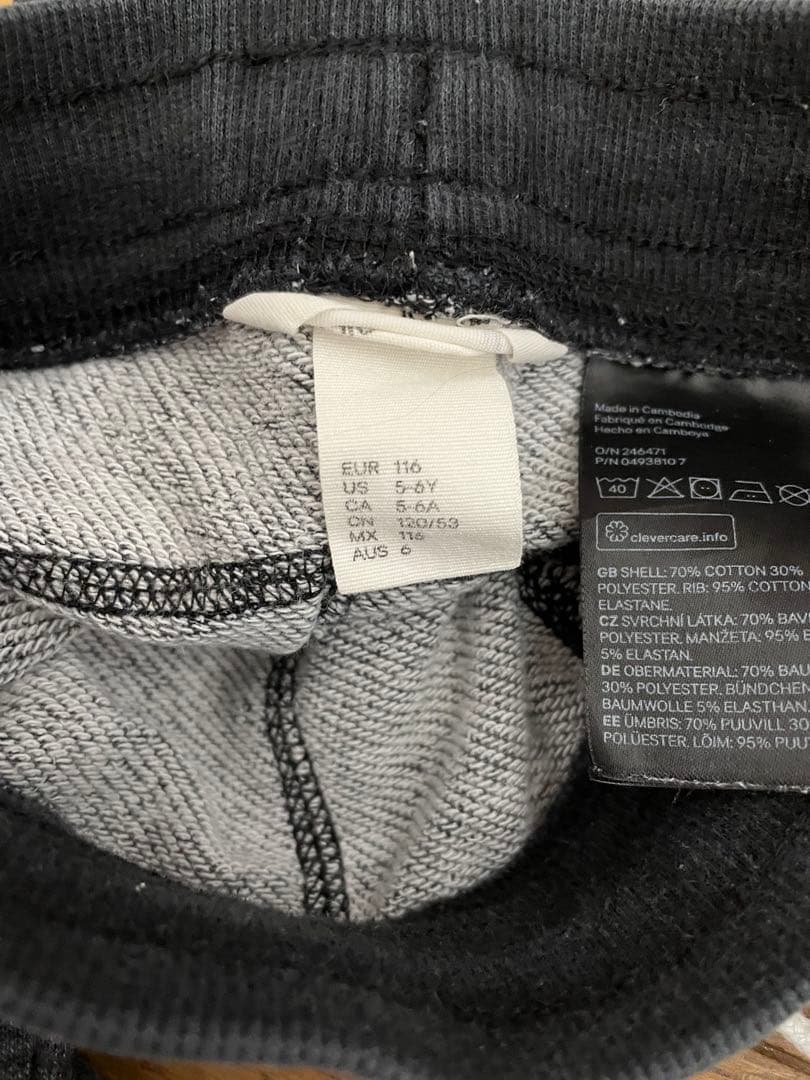 EUR 116
US 5-6Y
CA 5-6A
CN 120/53
MX 116
AUS 6
Made in Cambodia
Fabriqué en Cambodge
Hecho en Camboya
O/N 246471
P/N 0493810 7
40
clevercare.info
GB SHELL: 70% COTTON 30%
POLYESTER. RIB: 95% COTTON
ELASTANE.
CZ SVRCHNÍ LÁTKA: 70% BAV
POLYESTER. MANŽETA: 95%
5% ELASTAN.
DE OBERMATERIAL: 70% BAU
30% POLYESTER. BÜNDCHEN
BAUMWOLLE 5% ELASTHAN.
EE ÜMBRIS: 70% PUUVILL 30
POLÜESTER. LÕIM: 95% PUU